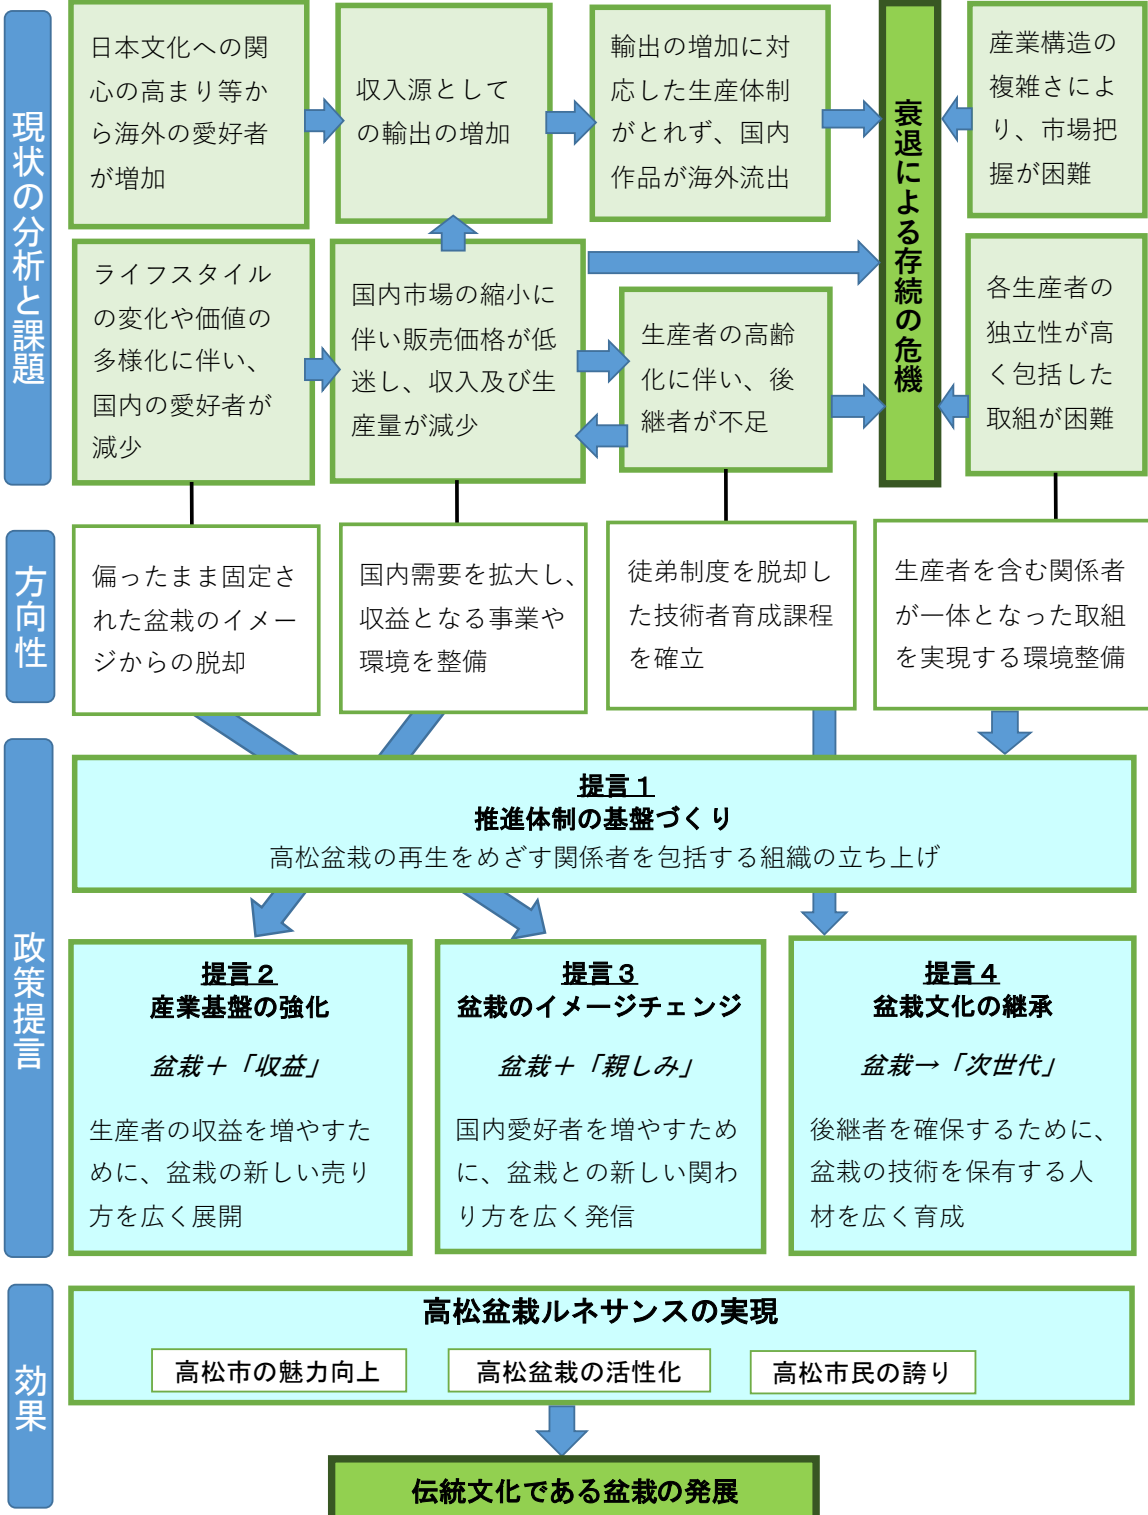 現状の分析と課題
日本文化への関
心の高まり等か
ら海外の愛好者
が増加
収入源として
の輸出の増加
輸出の増加に対
応した生産体制
がとれず、国内
作品が海外流出
衰退による存続の危機
産業構造の
複雑さによ
り、市場把
握が困難
ライフスタイル
の変化や価値の
多様化に伴い、
国内の愛好者が
減少
国内市場の縮小に
伴い販売価格が低
迷し、収入及び生
産量が減少
生産者の高齢
化に伴い、後
継者が不足
各生産者の
独立性が高
く包括した
取組が困難
方向性
偏ったまま固定さ
れた盆栽のイメー
ジからの脱却
国内需要を拡大し、
収益となる事業や
環境を整備
徒弟制度を脱却し
た技術者育成課程
を確立
生産者を含む関係者
が一体となった取組
を実現する環境整備
政策提言
提言１
推進体制の基盤づくり
高松盆栽の再生をめざす関係者を包括する組織の立ち上げ
提言２
産業基盤の強化
盆栽＋「収益」
生産者の収益を増やすた
めに、盆栽の新しい売り
方を広く展開
提言３
盆栽のイメージチェンジ
盆栽＋「親しみ」
国内愛好者を増やすため
に、盆栽との新しい関わ
り方を広く発信
提言４
盆栽文化の継承
盆栽→「次世代」
後継者を確保するために、
盆栽の技術を保有する人
材を広く育成
効果
高松盆栽ルネサンスの実現
高松市の魅力向上
高松盆栽の活性化
高松市民の誇り
伝統文化である盆栽の発展